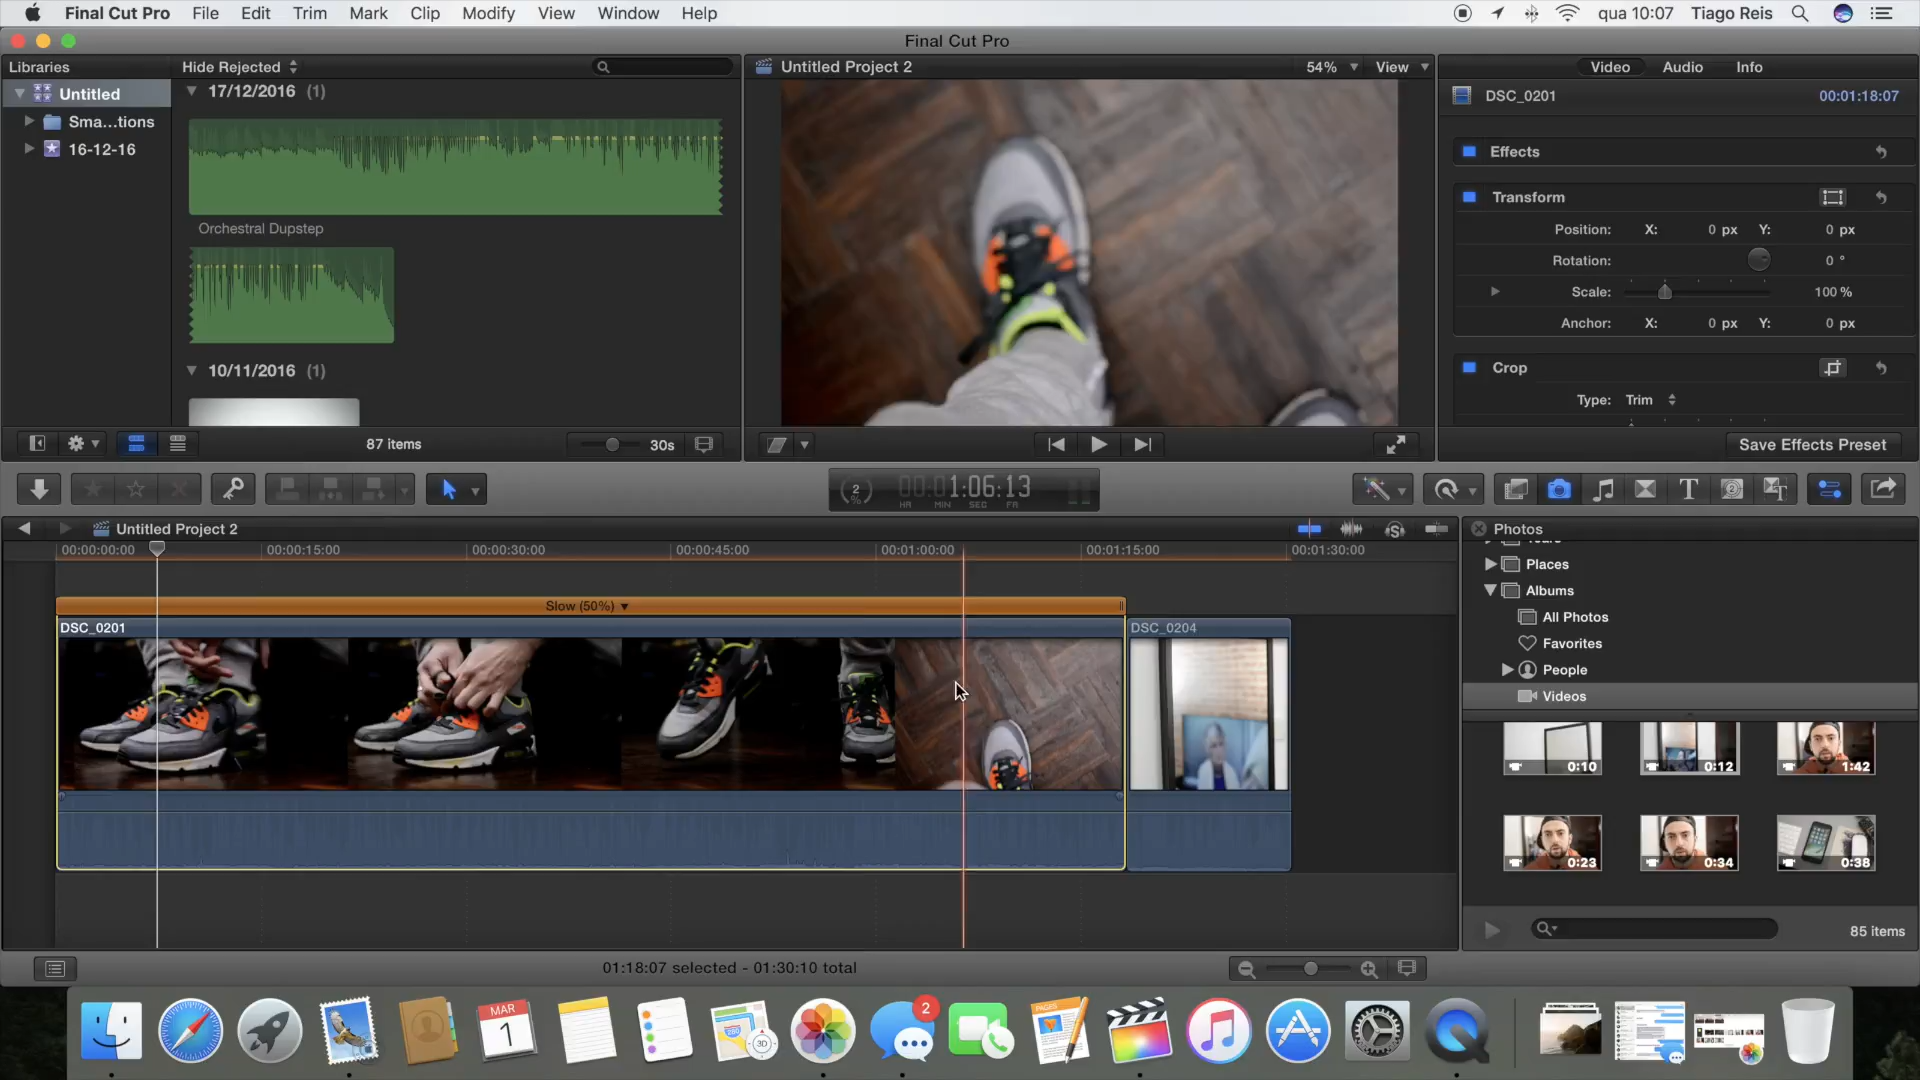 Final Cut Pro File Edit Trim Mark Clip Modify View Window Help qua 10:07 Tiago Reis
Final Cut Pro
Libraries
Hide Rejected
Untitled
Sma...tions
16-12-16
17/12/2016 (1)
Orchestral Dupstep
10/11/2016 (1)
87 items
30s
Untitled Project 2
54%
View
Video Audio Info
DSC_0201 00:01:18:07
Effects
Transform
Position: X: 0 px Y: 0 px
Rotation: 0 °
Scale: 100 %
Anchor: X: 0 px Y: 0 px
Crop
Type: Trim
Save Effects Preset
2 % 00:01:06:13
HR MIN SEC FR
Untitled Project 2
00:00:00:00 00:00:15:00 00:00:30:00 00:00:45:00 00:01:00:00 00:01:15:00 00:01:30:00
Slow (50%)
DSC_0201
DSC_0204
Photos
Places
Albums
All Photos
Favorites
People
Videos
0:10 0:12 1:42
0:23 0:34 0:38
85 items
01:18:07 selected - 01:30:10 total
MAR
1
280
3D
2
PAGES